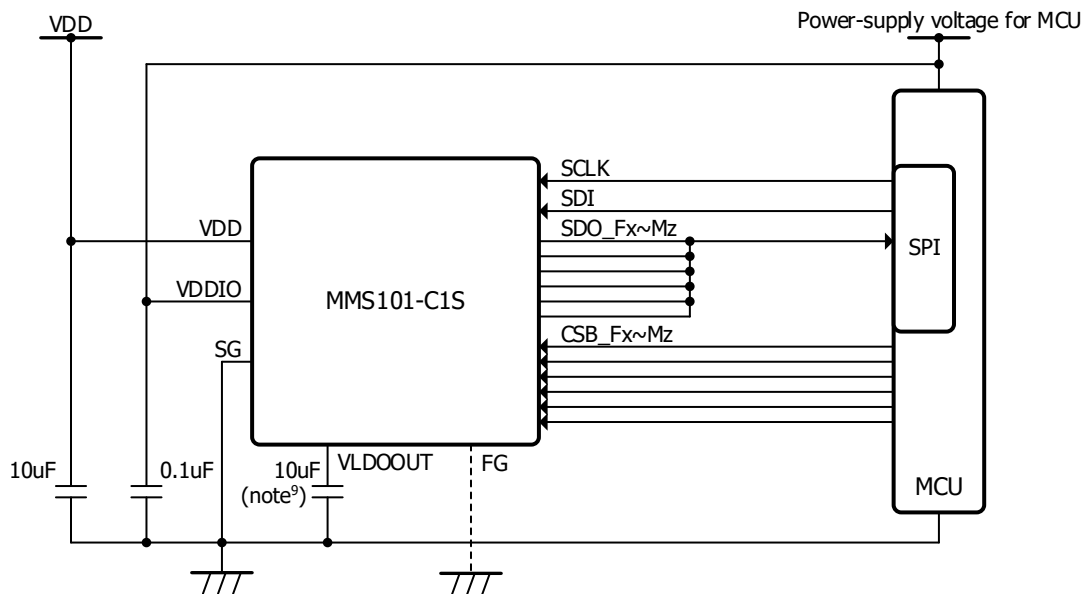 VDD
Power-supply voltage for MCU
SCLK
SDI
VDD
SDO_Fx~Mz
SPI
VDDIO
MMS101-C1S
SG
CSB_Fx~Mz
10uF
0.1uF
10uF
(note⁹)
VLDOOUT
FG
MCU